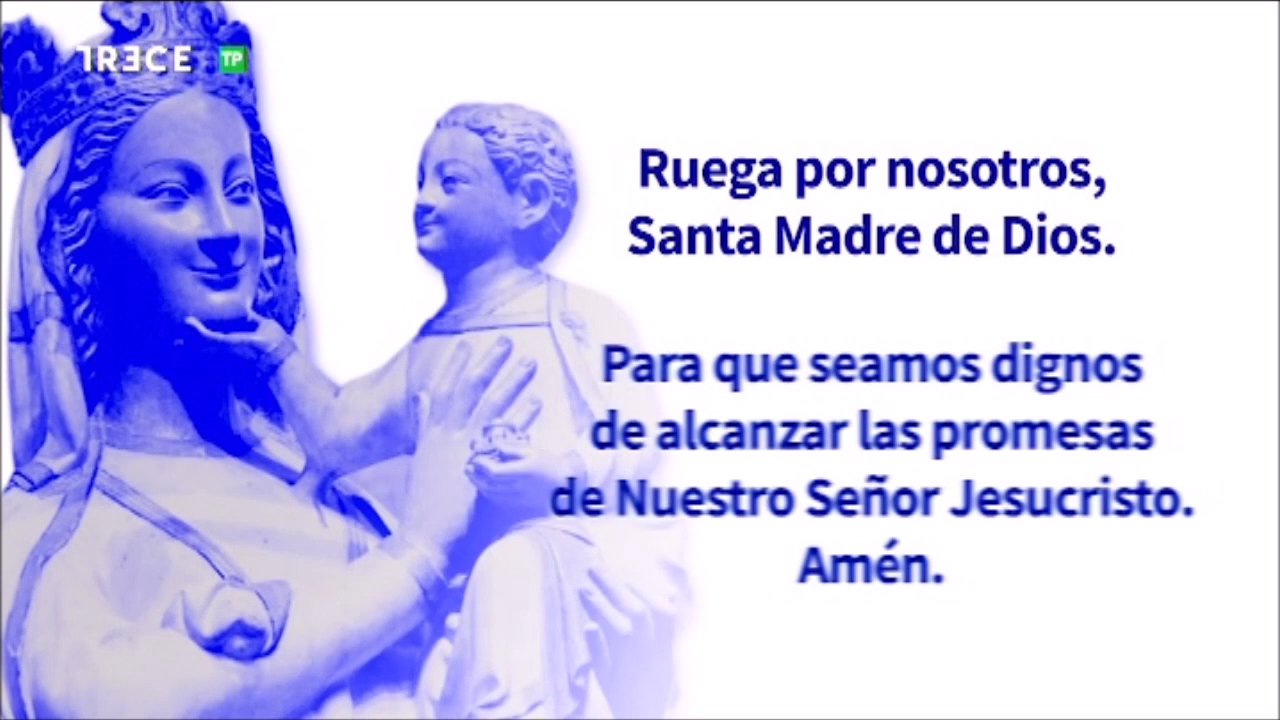 TRECE TP
Ruega por nosotros,
Santa Madre de Dios.
Para que seamos dignos
de alcanzar las promesas
de Nuestro Señor Jesucristo.
Amén.